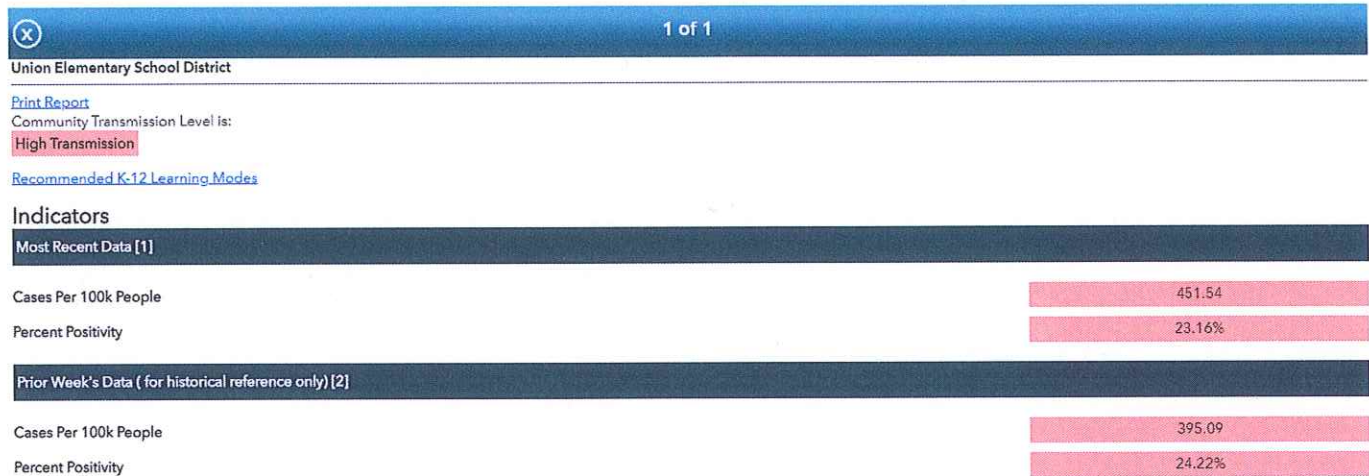 X
1 of 1
Union Elementary School District
Print Report
Community Transmission Level is:
High Transmission
Recommended K-12 Learning Modes
Indicators
Most Recent Data [1]
Cases Per 100k People 451.54
Percent Positivity 23.16%
Prior Week's Data ( for historical reference only) [2]
Cases Per 100k People 395.09
Percent Positivity 24.22%